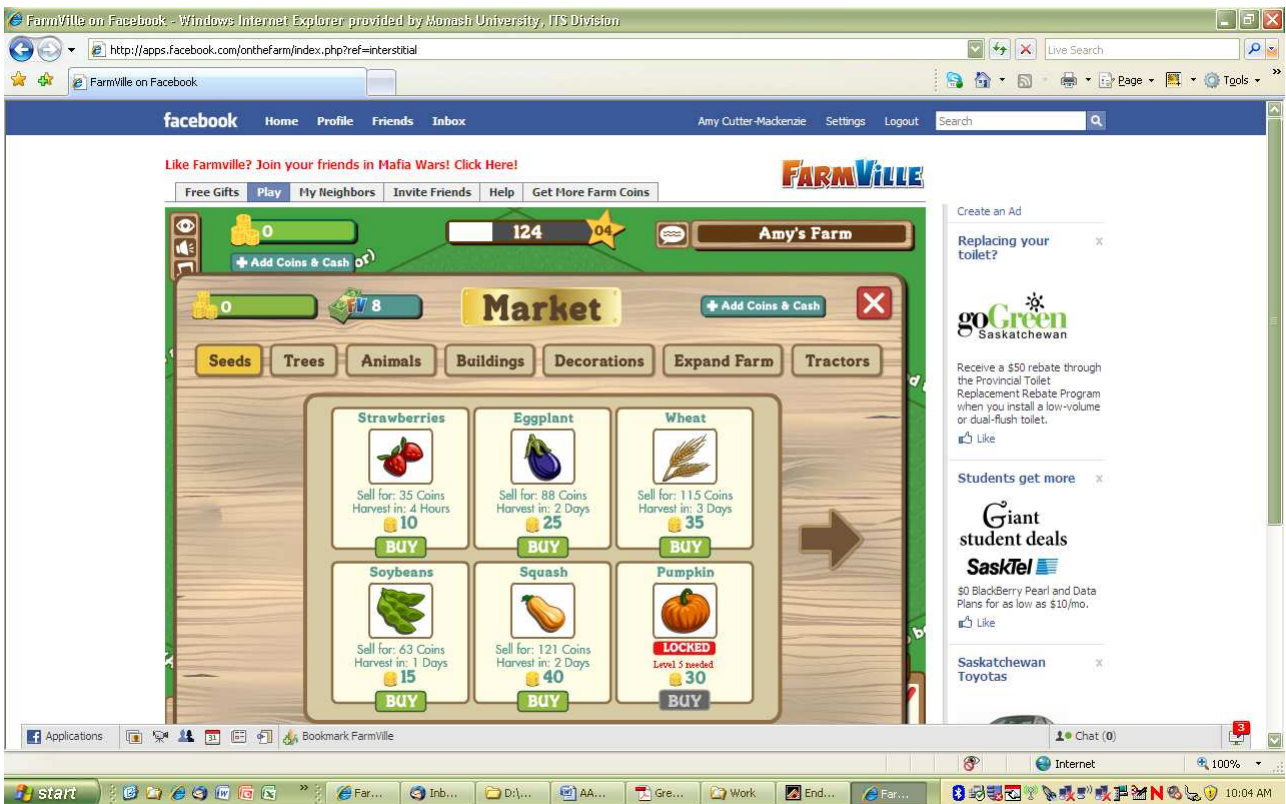 FarmVille on Facebook - Windows Internet Explorer provided by Monash University, ITS Division
http://apps.facebook.com/onthefarm/index.php?ref=interstitial
Live Search
FarmVille on Facebook
Page
Tools
facebook Home Profile Friends Inbox Amy Cutter-Mackenzie Settings Logout Search
Like Farmville? Join your friends in Mafia Wars! Click Here!
FARMVILLE
Free Gifts Play My Neighbors Invite Friends Help Get More Farm Coins
0 124 04 Amy's Farm
+ Add Coins & Cash
0 FV 8 Market + Add Coins & Cash
Seeds Trees Animals Buildings Decorations Expand Farm Tractors
Strawberries
Sell for: 35 Coins
Harvest in: 4 Hours
10
BUY
Eggplant
Sell for: 88 Coins
Harvest in: 2 Days
25
BUY
Wheat
Sell for: 115 Coins
Harvest in: 3 Days
35
BUY
Soybeans
Sell for: 63 Coins
Harvest in: 1 Days
15
BUY
Squash
Sell for: 121 Coins
Harvest in: 2 Days
40
BUY
Pumpkin
LOCKED
Level 5 needed
30
BUY
Create an Ad
Replacing your
toilet?
x
goGreen
Saskatchewan
Receive a $50 rebate through
the Provincial Toilet
Replacement Rebate Program
when you install a low-volume
or dual-flush toilet.
Like
Students get more
x
Giant
student deals
SaskTel
$0 BlackBerry Pearl and Data
Plans for as low as $10/mo.
Like
Saskatchewan
Toyotas
x
Applications 31 Bookmark FarmVille Chat (0) 3
Internet 100%
start Far... Inb... D:\... AA... Gre... Work End... Far... 10:04 AM